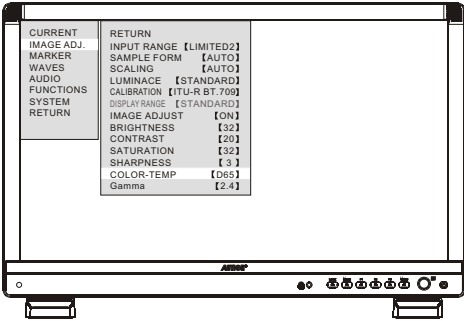 CURRENT
IMAGE ADJ.
MARKER
WAVES
AUDIO
FUNCTIONS
SYSTEM
RETURN
RETURN
INPUT RANGE【LIMITED2】
SAMPLE FORM【AUTO】
SCALING【AUTO】
LUMINACE【STANDARD】
CALIBRATION【ITU-R BT.709】
DISPLAY RANGE【STANDARD】
IMAGE ADJUST【ON】
BRIGHTNESS【32】
CONTRAST【20】
SATURATION【32】
SHARPNESS【 3 】
COLOR-TEMP【D65】
Gamma【2.4】